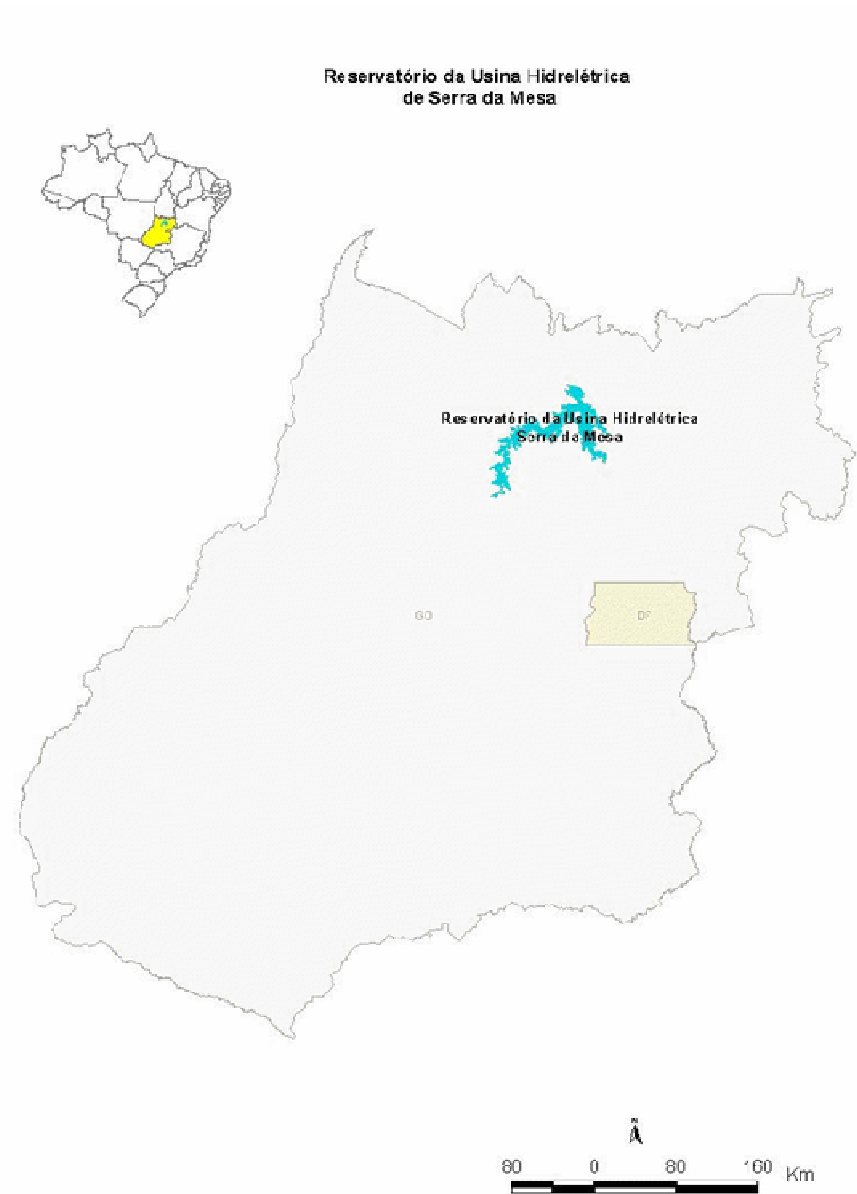 Reservatório da Usina Hidrelétrica
de Serra da Mesa
Reservatório da Usina Hidrelétrica
Serra da Mesa
GO
DF
N
80 0 80 160 Km